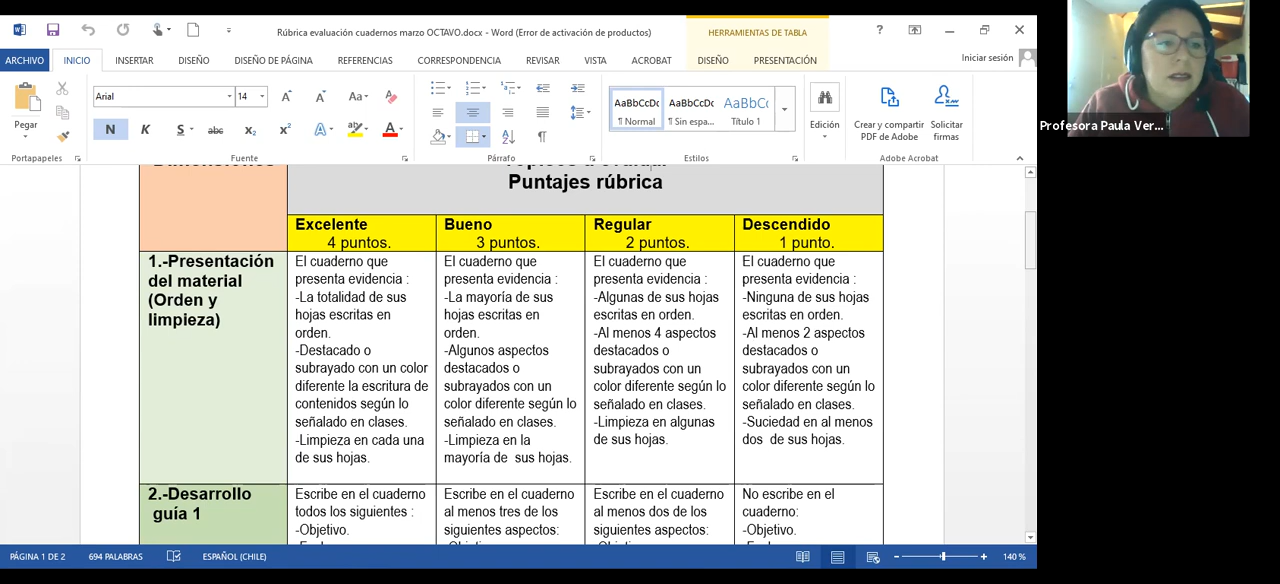 Rúbrica evaluación cuadernos marzo OCTAVO.docx - Word (Error de activación de productos)
HERRAMIENTAS DE TABLA
?
ARCHIVO INICIO INSERTAR DISEÑO DISEÑO DE PÁGINA REFERENCIAS CORRESPONDENCIA REVISAR VISTA ACROBAT DISEÑO PRESENTACIÓN Iniciar sesión
Pegar
Portapapeles
Arial 14
N K S abc x₂ x²
Fuente
Párrafo
AaBbCcDc AaBbCcDc AaBbC
¶ Normal ¶ Sin espa... Título 1
Estilos
Edición
Crear y compartir
PDF de Adobe
Solicitar
firmas
Adobe Acrobat
Profesora Paula Ver...
Dimensiones
Puntajes rúbrica
Excelente
4 puntos.
Bueno
3 puntos.
Regular
2 puntos.
Descendido
1 punto.
1.-Presentación
del material
(Orden y
limpieza)
El cuaderno que
presenta evidencia :
-La totalidad de sus
hojas escritas en
orden.
-Destacado o
subrayado con un color
diferente la escritura de
contenidos según lo
señalado en clases.
-Limpieza en cada una
de sus hojas.
El cuaderno que
presenta evidencia :
-La mayoría de sus
hojas escritas en
orden.
-Algunos aspectos
destacados o
subrayados con un
color diferente según lo
señalado en clases.
-Limpieza en la
mayoría de sus hojas.
El cuaderno que
presenta evidencia :
-Algunas de sus hojas
escritas en orden.
-Al menos 4 aspectos
destacados o
subrayados con un
color diferente según lo
señalado en clases.
-Limpieza en algunas
de sus hojas.
El cuaderno que
presenta evidencia :
-Ninguna de sus hojas
escritas en orden.
-Al menos 2 aspectos
destacados o
subrayados con un
color diferente según lo
señalado en clases.
-Suciedad en al menos
dos de sus hojas.
2.-Desarrollo
guía 1
Escribe en el cuaderno
todos los siguientes :
-Objetivo.
Escribe en el cuaderno
al menos tres de los
siguientes aspectos:
Escribe en el cuaderno
al menos dos de los
siguientes aspectos:
No escribe en el
cuaderno:
-Objetivo.
PÁGINA 1 DE 2 694 PALABRAS ESPAÑOL (CHILE) 140 %